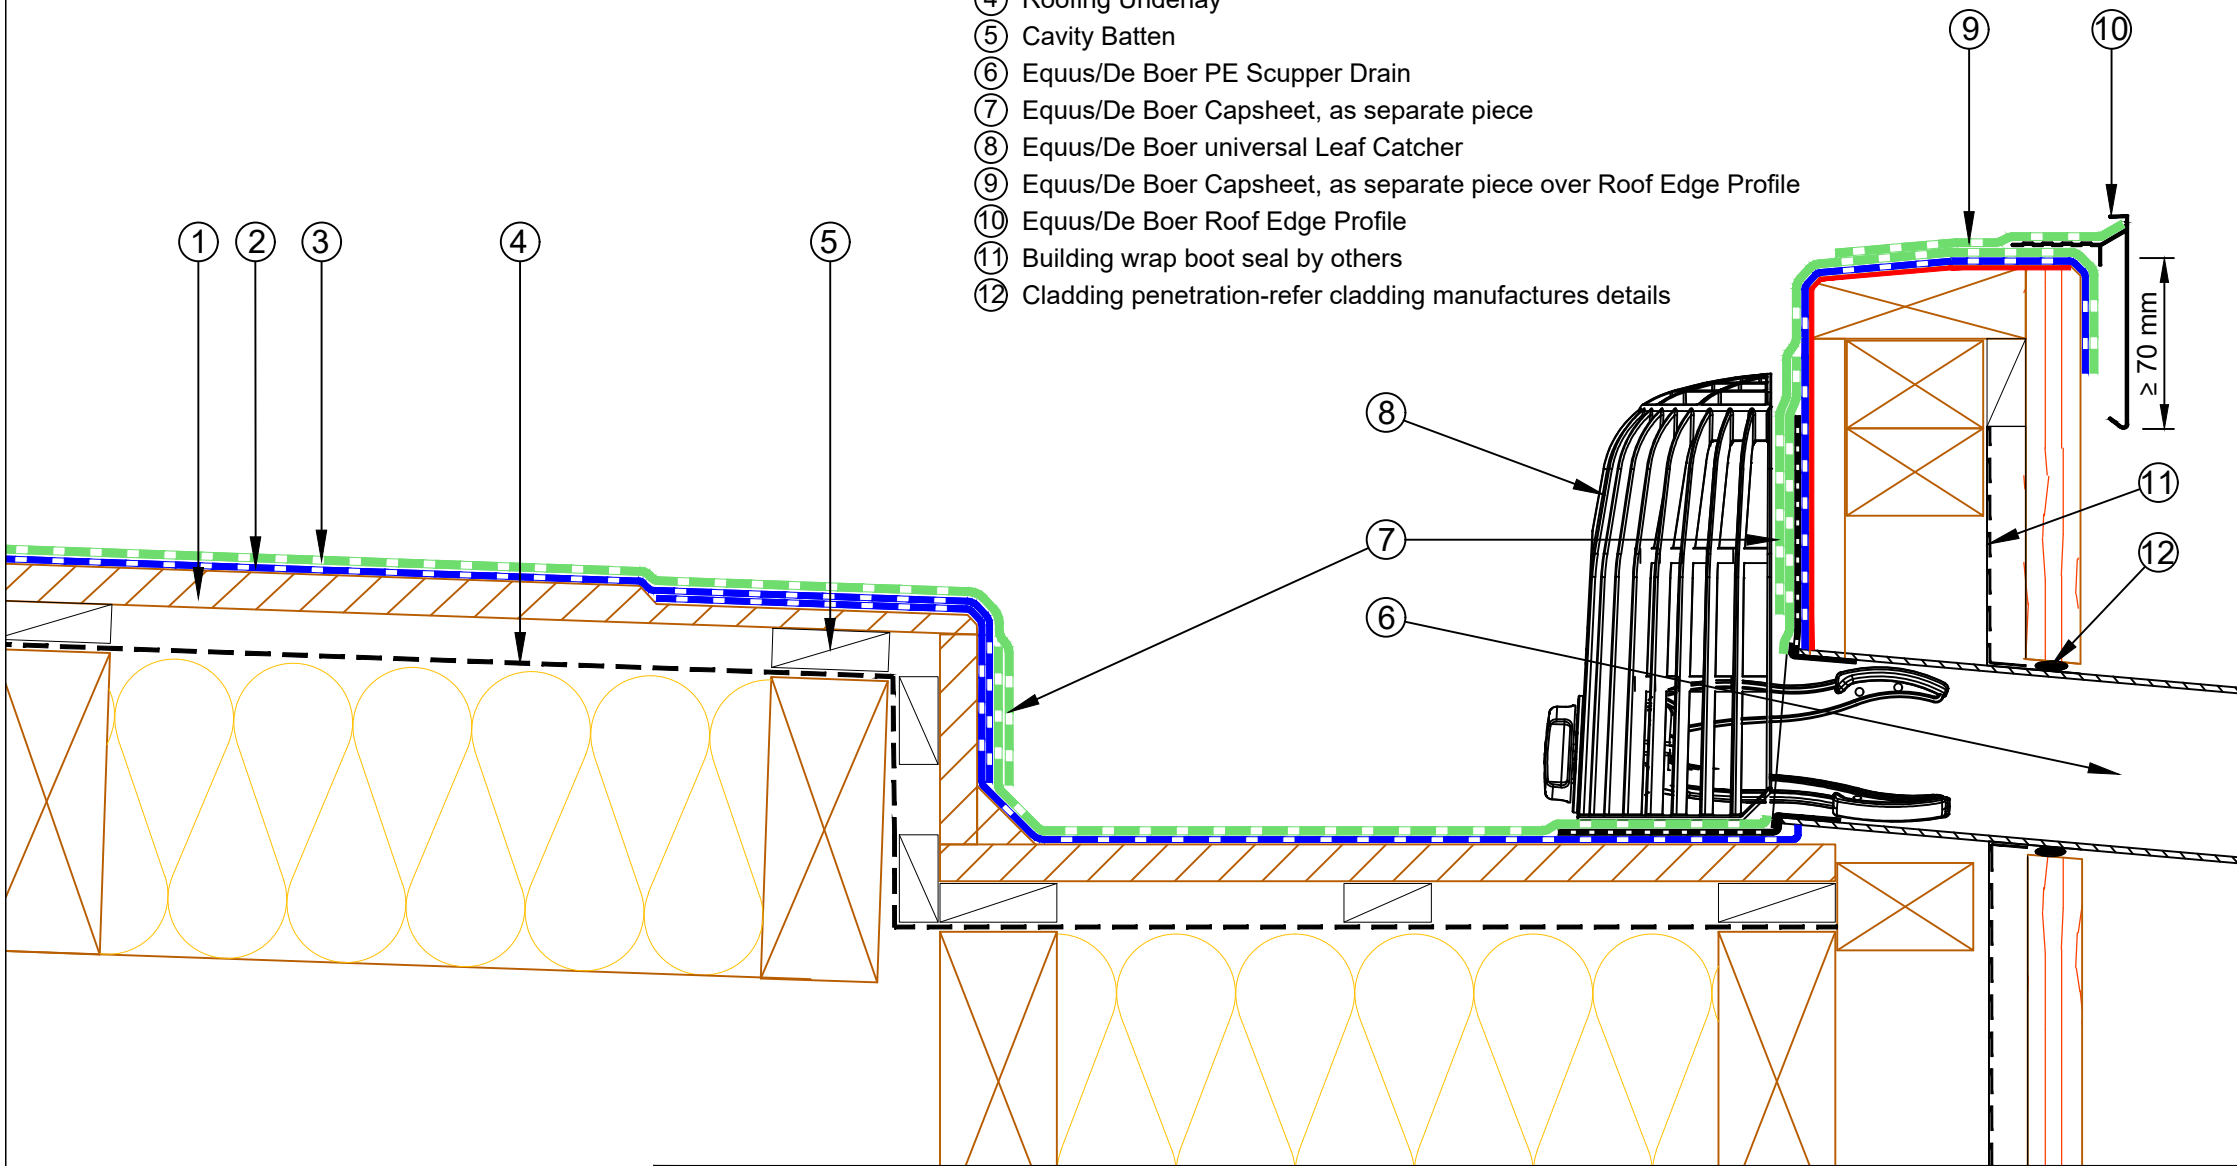 ④ Roofing Underlay
⑤ Cavity Batten
⑥ Equus/De Boer PE Scupper Drain
⑦ Equus/De Boer Capsheet, as separate piece
⑧ Equus/De Boer universal Leaf Catcher
⑨ Equus/De Boer Capsheet, as separate piece over Roof Edge Profile
⑩ Equus/De Boer Roof Edge Profile
⑪ Building wrap boot seal by others
⑫ Cladding penetration-refer cladding manufactures details
⑨ ⑩
① ② ③ ④ ⑤
≥ 70 mm
⑧
⑪
⑦
⑫
⑥